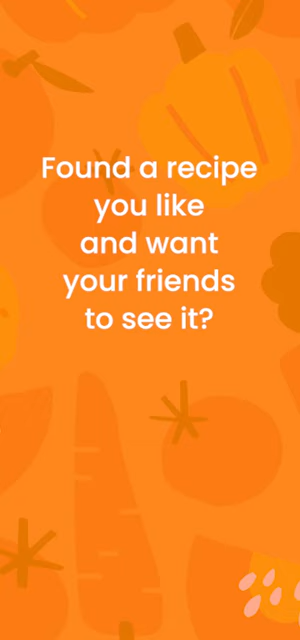 Found a recipe
you like
and want
your friends
to see it?